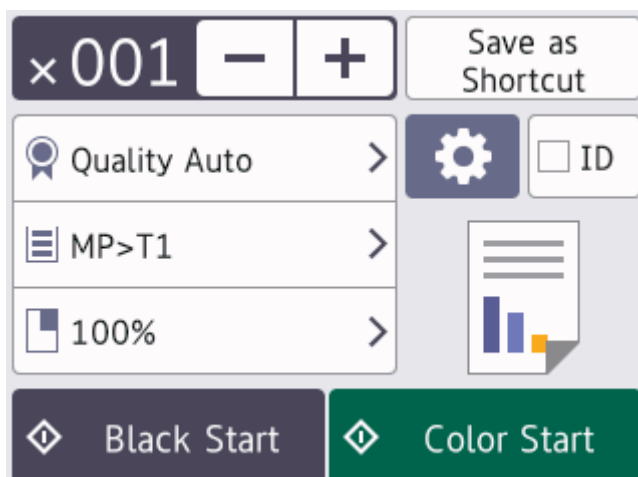 ×001 − +
Save as
Shortcut
Quality Auto
ID
MP>T1
100%
Black Start
Color Start